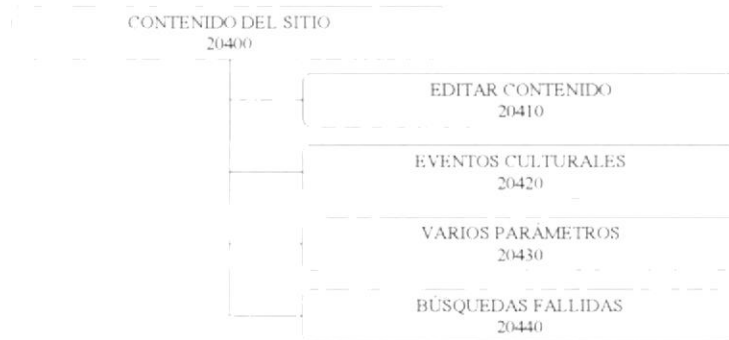 CONTENIDO DEL SITIO
20400
EDITAR CONTENIDO
20410
EVENTOS CULTURALES
20420
VARIOS PARÁMETROS
20430
BÚSQUEDAS FALLIDAS
20440